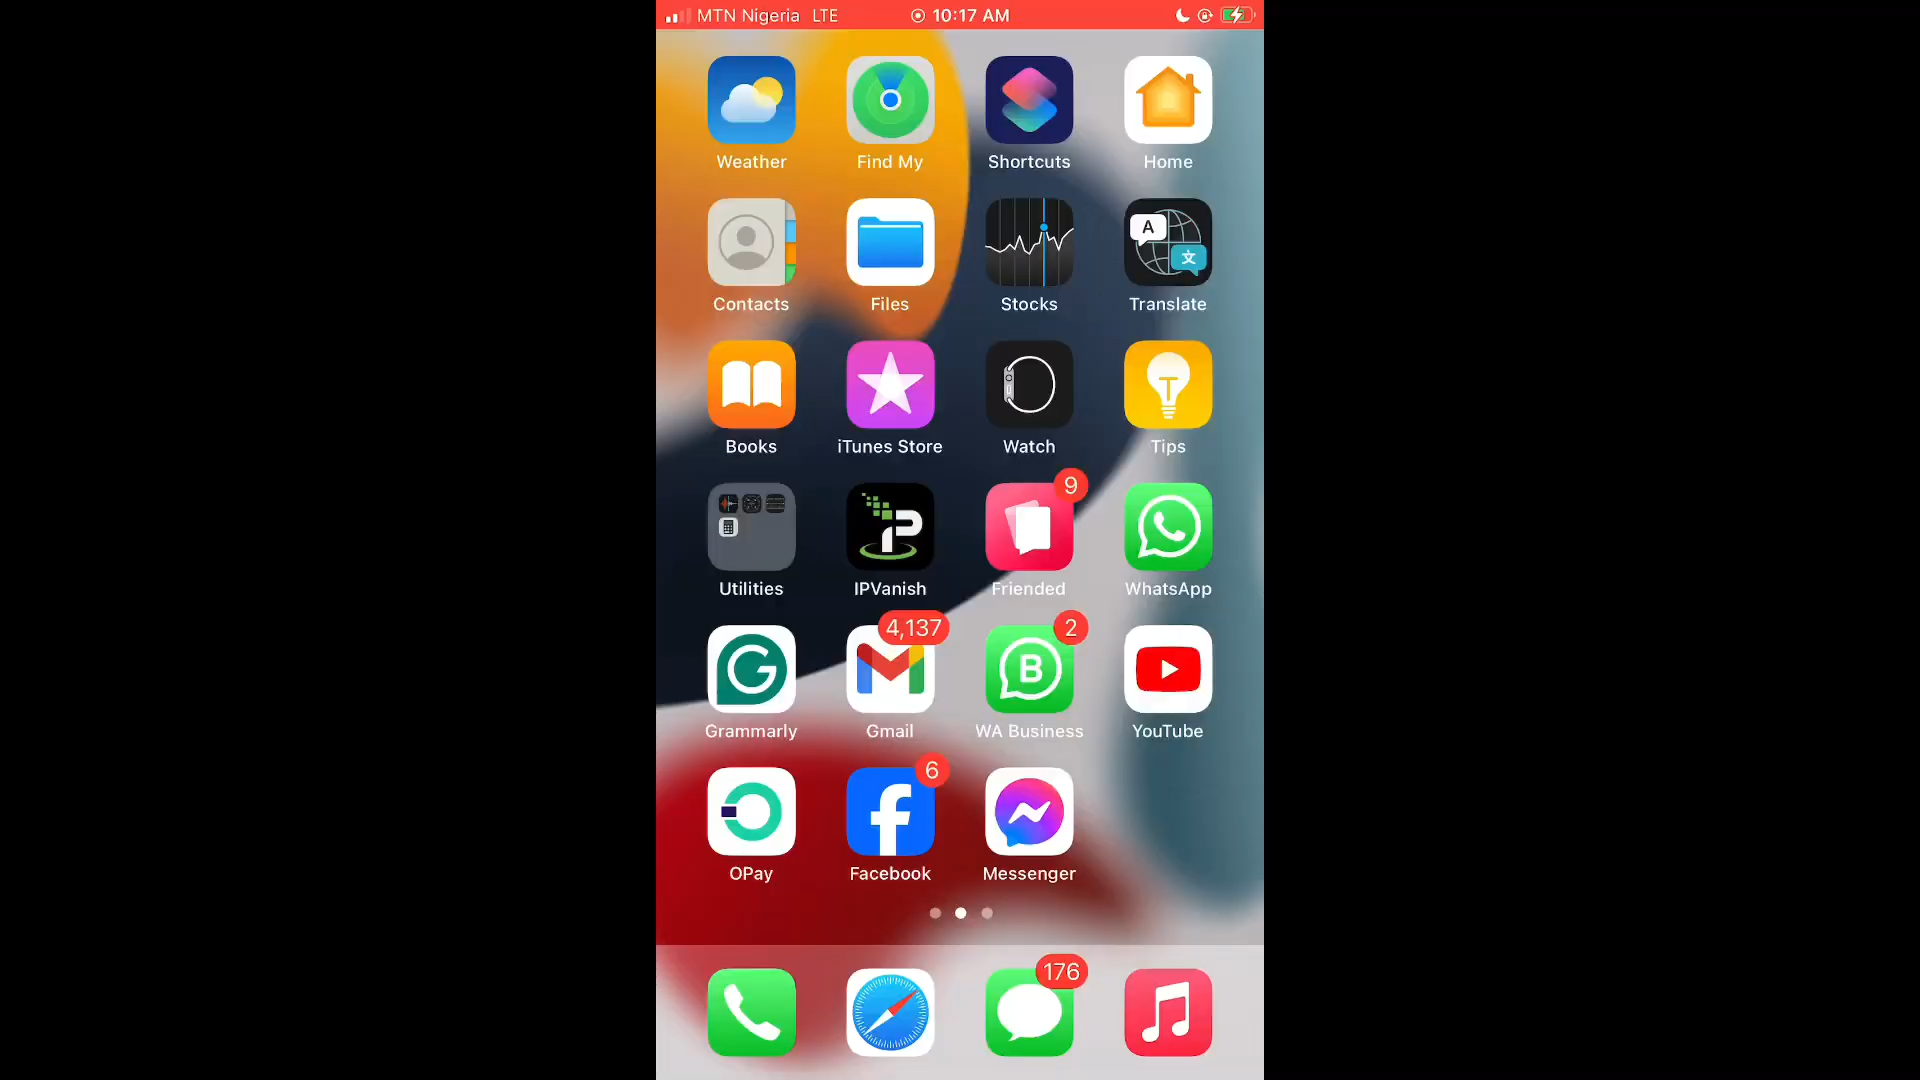 MTN Nigeria LTE 10:17 AM
Weather Find My Shortcuts Home
A
文
Contacts Files Stocks Translate
Books iTunes Store Watch Tips
9
Utilities IPVanish Friended WhatsApp
4,137 2
B
Grammarly Gmail WA Business YouTube
6
OPay Facebook Messenger
176